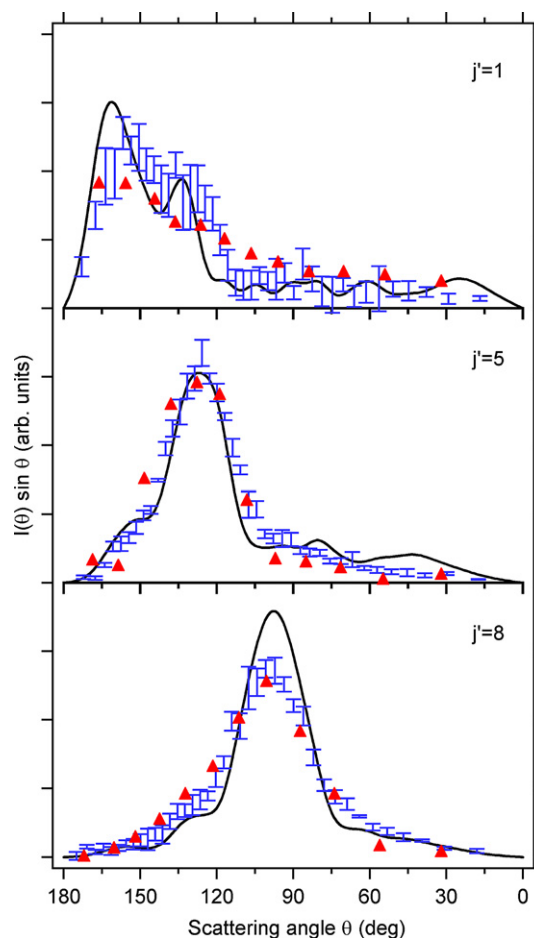 j'=1
j'=5
I(θ) sin θ (arb. units)
j'=8
180 150 120 90 60 30 0
Scattering angle θ (deg)